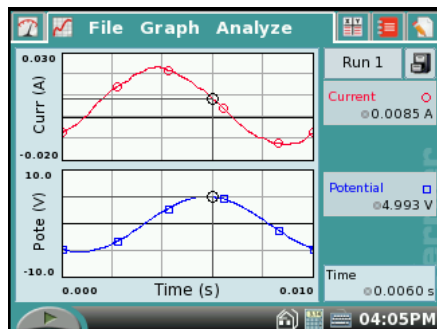 File Graph Analyze
Run 1
0.030
Curr (A)
-0.020
Current
0.0085 A
10.0
Pote (V)
-10.0
Potential
4.993 V
0.000
Time (s)
0.010
Time
0.0060 s
04:05PM